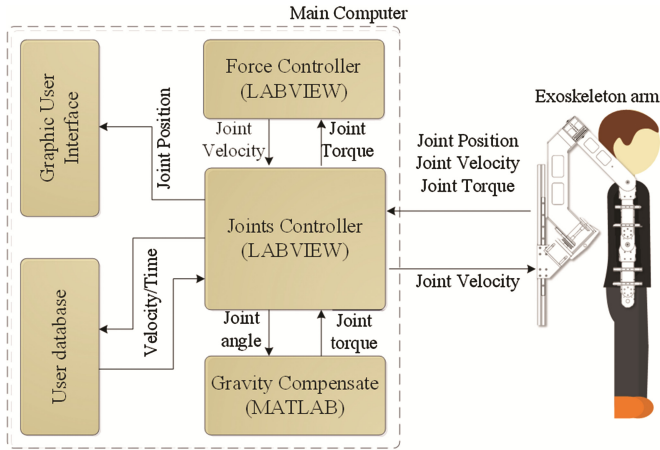 Main Computer
Graphic User
Interface
Joint Position
Force Controller
(LABVIEW)
Joint
Velocity
Joint
Torque
Joints Controller
(LABVIEW)
User database
Velocity/Time
Joint
angle
Joint
torque
Gravity Compensate
(MATLAB)
Exoskeleton arm
Joint Position
Joint Velocity
Joint Torque
Joint Velocity